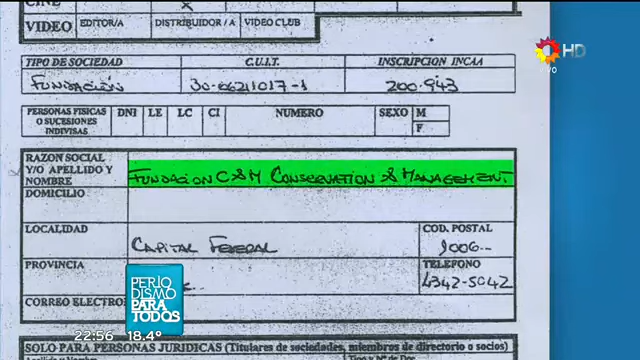 CINE X
VIDEO EDITOR/A DISTRIBUIDOR/A VIDEO CLUB
HD
vivo
TIPO DE SOCIEDAD C.U.I.T. INSCRIPCION INCAA
FUNDACIÓN 30-66211017-1 200.943
PERSONAS FISICAS O SUCESIONES INDIVISAS DNI LE LC CI NUMERO SEXO M
F
RAZON SOCIAL
Y/O APELLIDO Y
NOMBRE FUNDACION C&M CONSERVATION & MANAGEMENT
DOMICILIO
LOCALIDAD COD. POSTAL
CAPITAL FEDERAL 1006--
PROVINCIA TELEFONO
4342-5042
CORREO ELECTRO
PERIO
DISMO
PARA
TODOS
22:56 18.4°
SOLO PARA PERSONAS JURIDICAS (Titulares de sociedades, miembros de directorio o socios)